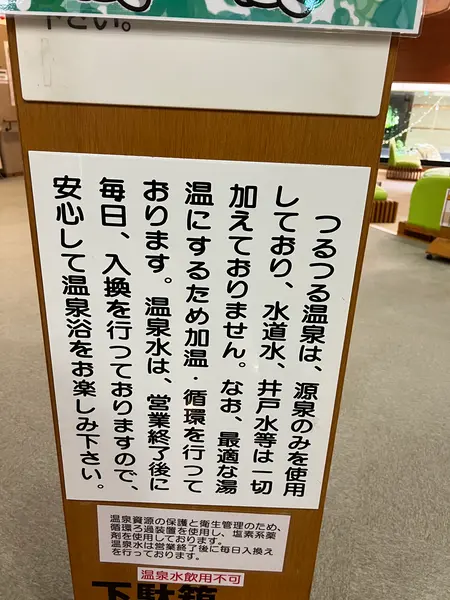 下さい。
つるつる温泉は、源泉のみを使用
しており、水道水、井戸水等は一切
加えておりません。なお、最適な湯
温にするため加温・循環を行つて
おります。温泉水は、営業終了後に
毎日、入換を行つておりますので、
安心して温泉浴をお楽しみ下さい。
温泉資源の保護と衛生管理のため、
循環ろ過装置を使用し、塩素系薬
剤を使用しております。
温泉水は営業終了後に毎日入換え
を行っております。
温泉水飲用不可
下駄箱